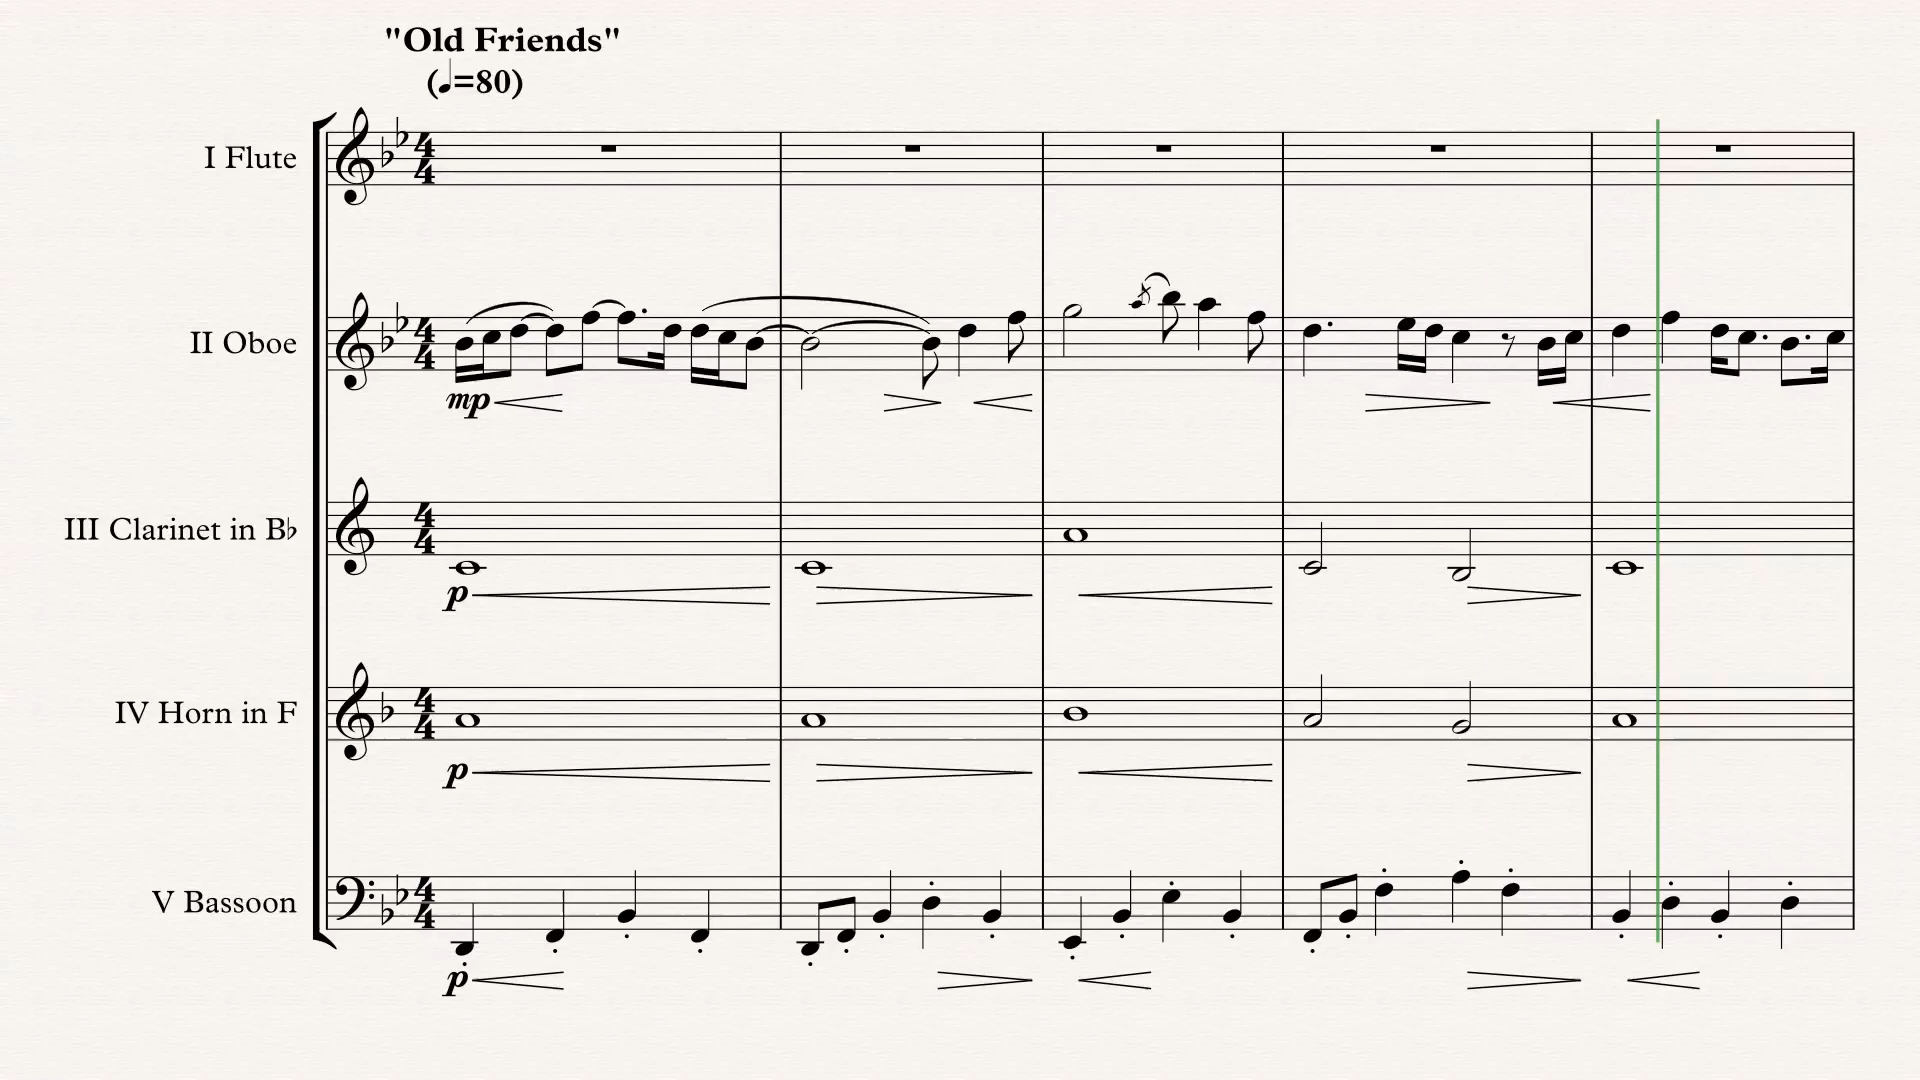 "Old Friends"
(♩=80)
I Flute
II Oboe
mp
III Clarinet in B♭
p
IV Horn in F
p
V Bassoon
p